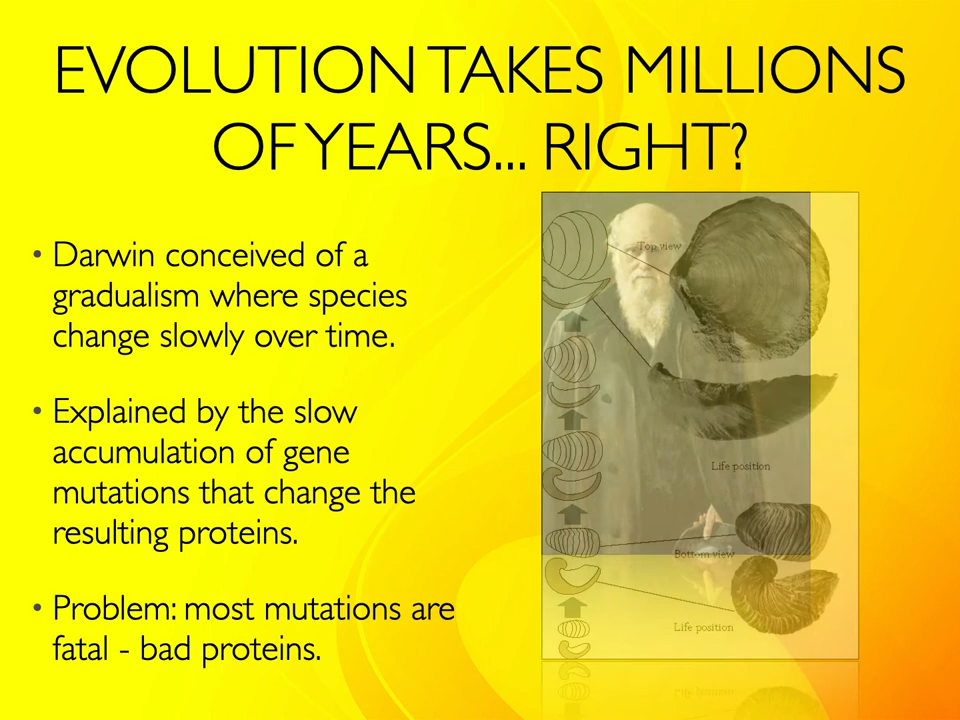 EVOLUTION TAKES MILLIONS
OF YEARS... RIGHT?
• Darwin conceived of a
gradualism where species
change slowly over time.
• Explained by the slow
accumulation of gene
mutations that change the
resulting proteins.
• Problem: most mutations are
fatal - bad proteins.
Top view
Life position
Bottom view
Life position